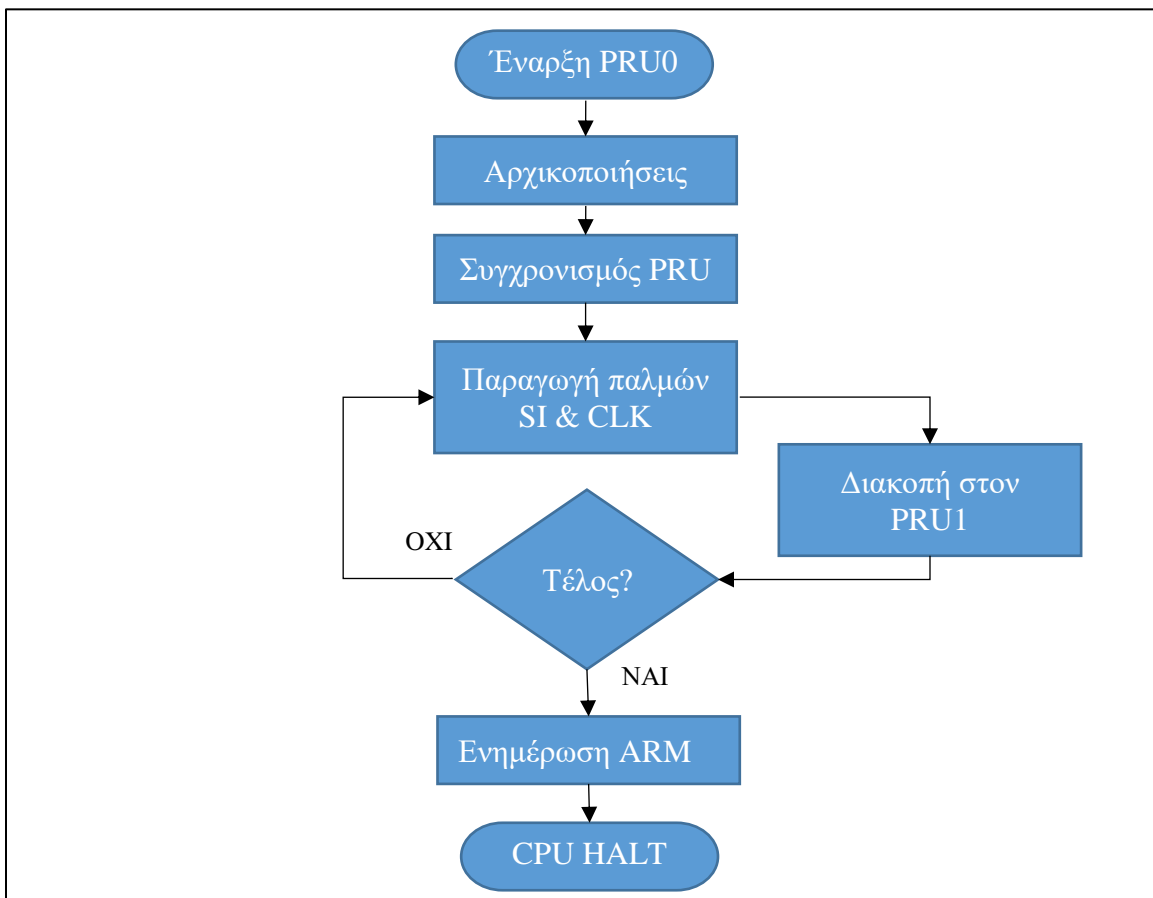 Έναρξη PRU0
Αρχικοποιήσεις
Συγχρονισμός PRU
Παραγωγή παλμών
SI & CLK
Διακοπή στον
PRU1
ΟΧΙ
Τέλος?
ΝΑΙ
Ενημέρωση ARM
CPU HALT